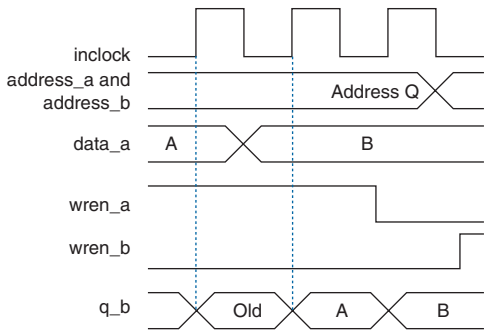 inclock
address_a and
address_b
Address Q
data_a
A
B
wren_a
wren_b
q_b
Old
A
B